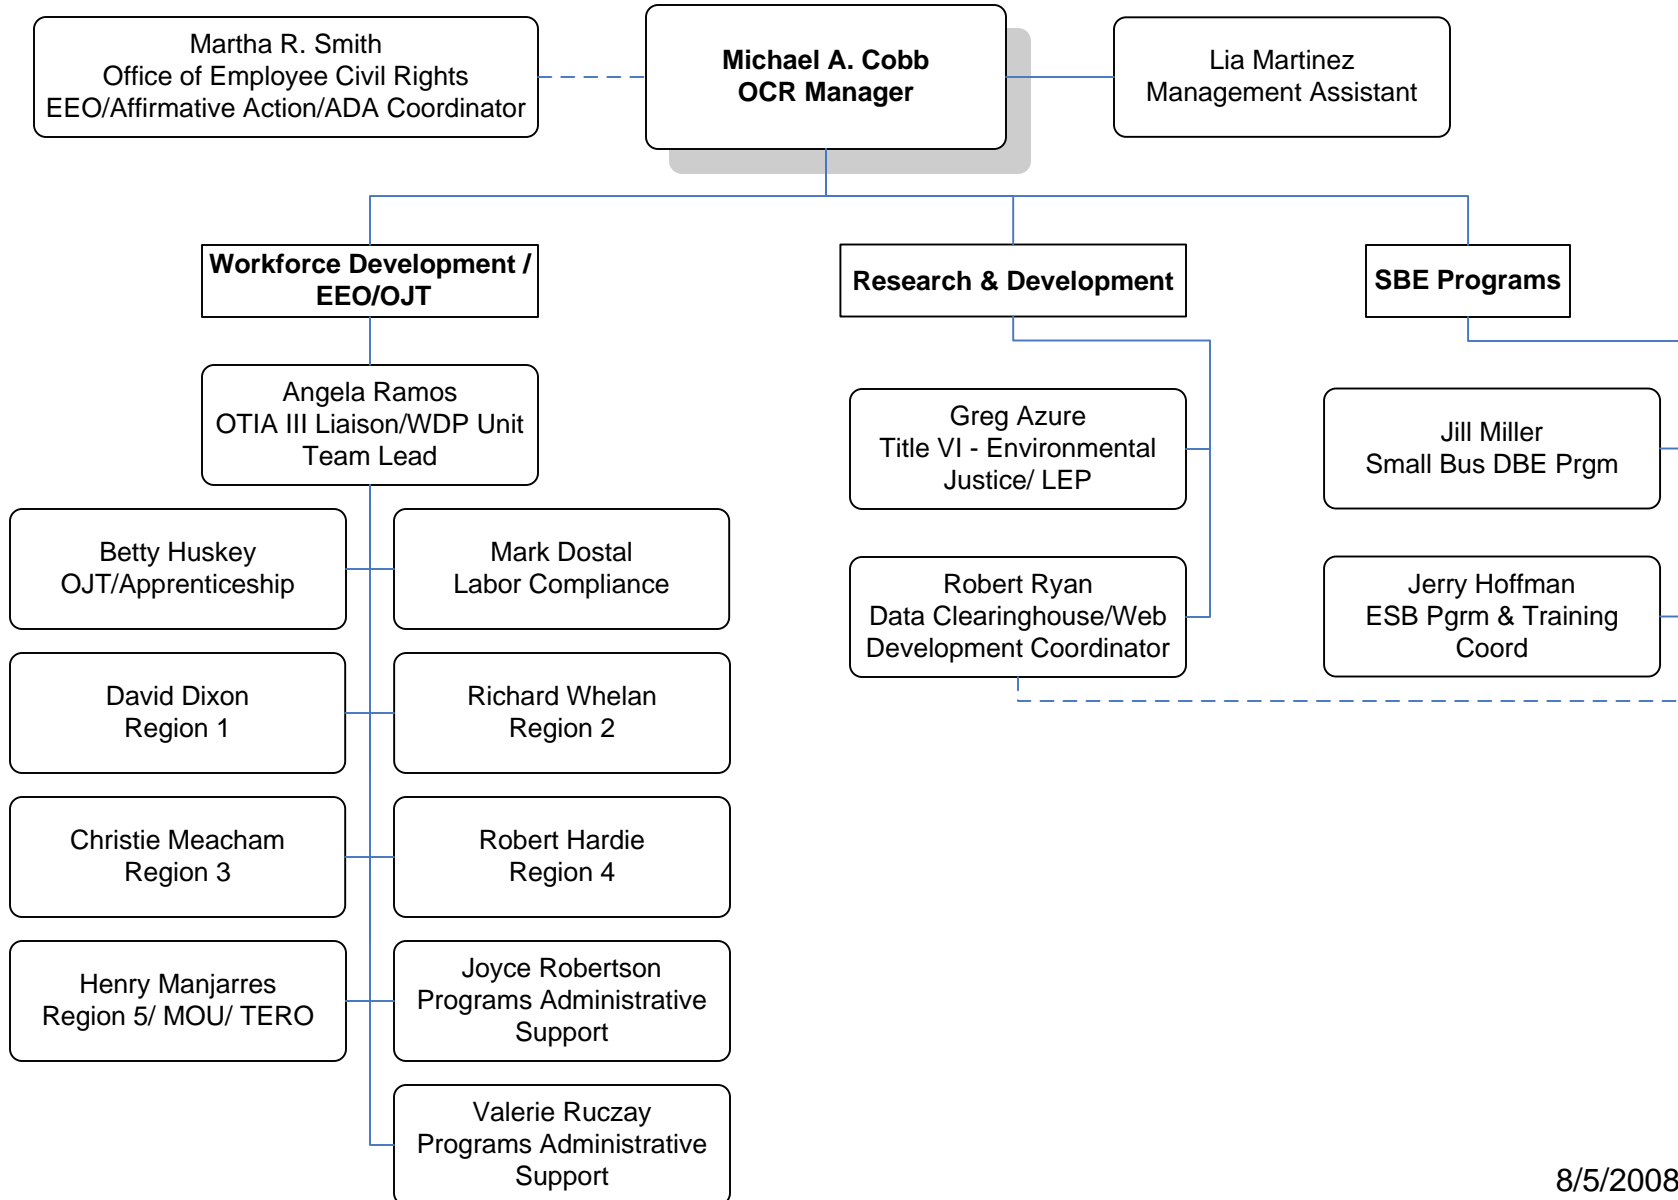 Martha R. Smith
Office of Employee Civil Rights
EEO/Affirmative Action/ADA Coordinator
Michael A. Cobb
OCR Manager
Lia Martinez
Management Assistant
Workforce Development /
EEO/OJT
Research & Development
SBE Programs
Angela Ramos
OTIA III Liaison/WDP Unit
Team Lead
Greg Azure
Title VI - Environmental
Justice/ LEP
Jill Miller
Small Bus DBE Prgm
Betty Huskey
OJT/Apprenticeship
Mark Dostal
Labor Compliance
Robert Ryan
Data Clearinghouse/Web
Development Coordinator
Jerry Hoffman
ESB Pgrm & Training
Coord
David Dixon
Region 1
Richard Whelan
Region 2
Christie Meacham
Region 3
Robert Hardie
Region 4
Henry Manjarres
Region 5/ MOU/ TERO
Joyce Robertson
Programs Administrative
Support
Valerie Ruczay
Programs Administrative
Support
8/5/2008